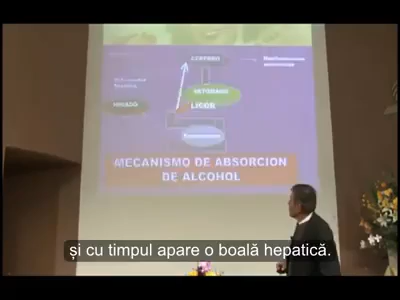 CEREBRO
ESTOMAGO
HIGADO
LICOR
MECANISMO DE ABSORCION
DE ALCOHOL
și cu timpul apare o boală hepatică.